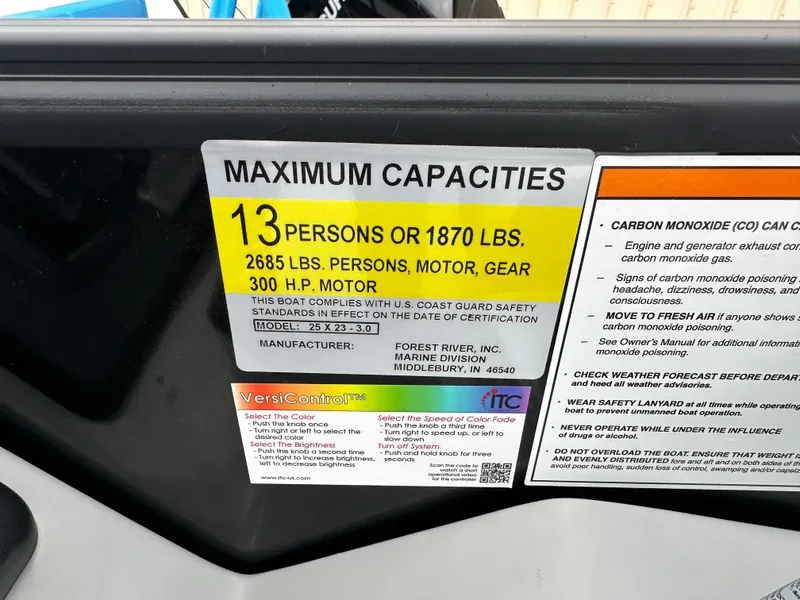 MAXIMUM CAPACITIES
13 PERSONS OR 1870 LBS.
2685 LBS. PERSONS, MOTOR, GEAR
300 H.P. MOTOR
THIS BOAT COMPLIES WITH U.S. COAST GUARD SAFETY
STANDARDS IN EFFECT ON THE DATE OF CERTIFICATION
MODEL: 25 X 23 - 3.0
MANUFACTURER: FOREST RIVER, INC.
MARINE DIVISION
MIDDLEBURY, IN 46540
VersiControl™
ITC
Select The Color
- Push the knob once
- Turn right or left to select the
desired color
Select The Brightness
- Push the knob a second time
- Turn right to increase brightness,
left to decrease brightness
www.itc-us.com
Select the Speed of Color Fade
- Push the knob a third time
- Turn right to speed up, or left to
slow down
Turn off System
- Push and hold knob for three
seconds
Scan the code to
watch a short
operational video
for this controller
• CARBON MONOXIDE (CO) CAN
– Engine and generator exhaust
carbon monoxide gas.
– Signs of carbon monoxide poisoning
headache, dizziness, drowsiness, and
consciousness.
– MOVE TO FRESH AIR if anyone shows
carbon monoxide poisoning.
– See Owner's Manual for additional
monoxide poisoning.
• CHECK WEATHER FORECAST BEFORE
and heed all weather advisories.
• WEAR SAFETY LANYARD at all times while operating
boat to prevent unmanned boat operation.
• NEVER OPERATE WHILE UNDER THE INFLUENCE
of drugs or alcohol.
• DO NOT OVERLOAD THE BOAT. ENSURE THAT WEIGHT
AND EVENLY DISTRIBUTED fore and aft and on both sides of
avoid poor handling, sudden loss of control, swamping and/or